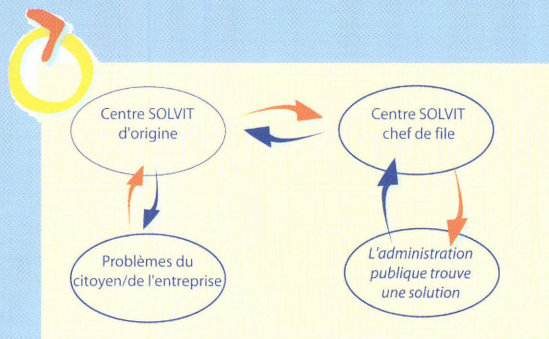 Centre SOLVIT
d'origine
Centre SOLVIT
chef de file
Problèmes du
citoyen/de l'entreprise
L'administration
publique trouve
une solution